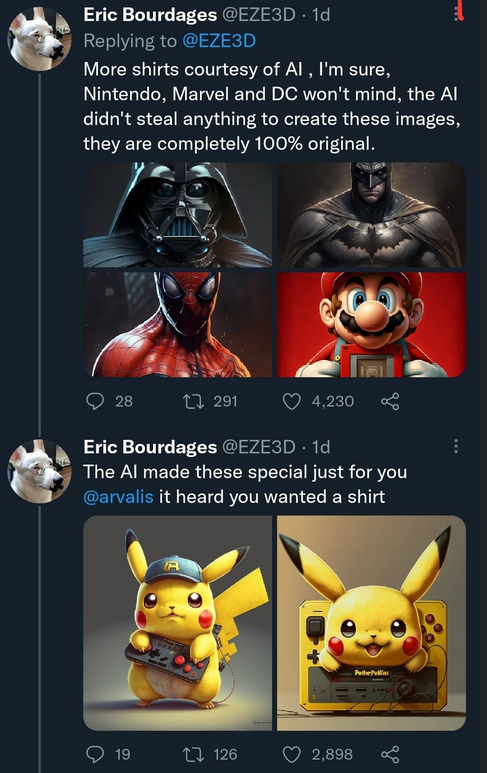 Eric Bourdages @EZE3D · 1d
Replying to @EZE3D
More shirts courtesy of AI , I'm sure,
Nintendo, Marvel and DC won't mind, the AI
didn't steal anything to create these images,
they are completely 100% original.
28 291 4,230
Eric Bourdages @EZE3D · 1d
The AI made these special just for you
@arvalis it heard you wanted a shirt
19 126 2,898